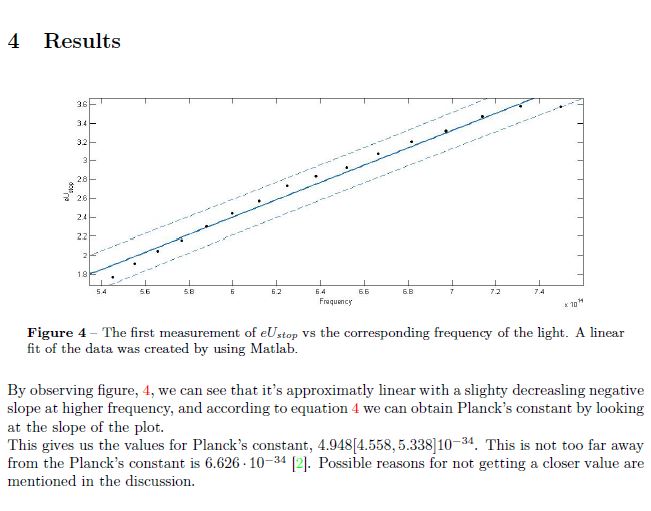 4 Results
3.6
3.4
3.2
3
2.8
2.6
2.4
2.2
2
1.8
eU_stop
5.4 5.6 5.8 6 6.2 6.4 6.6 6.8 7 7.2 7.4
Frequency
x 10^14
Figure 4 – The first measurement of eU_stop vs the corresponding frequency of the light. A linear
fit of the data was created by using Matlab.
By observing figure, 4, we can see that it's approximatly linear with a slighty decreasling negative
slope at higher frequency, and according to equation 4 we can obtain Planck's constant by looking
at the slope of the plot.
This gives us the values for Planck's constant, 4.948[4.558, 5.338]10^−34. This is not too far away
from the Planck's constant is 6.626 · 10^−34 [2]. Possible reasons for not getting a closer value are
mentioned in the discussion.